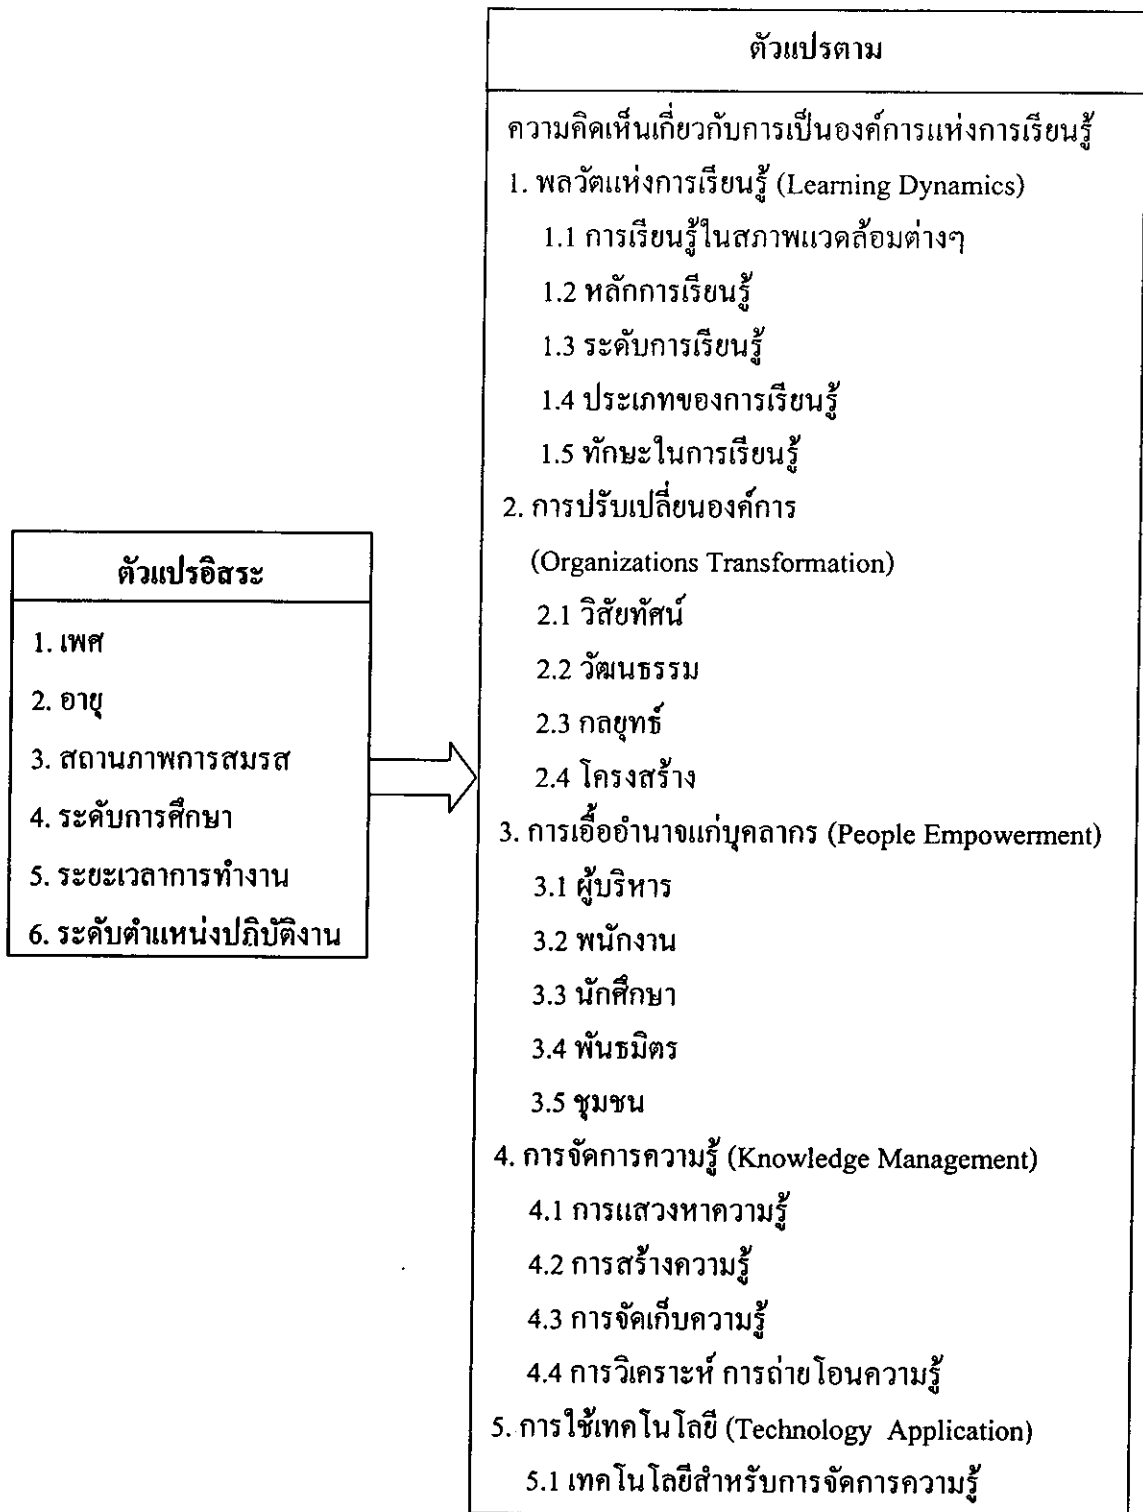 ตัวแปรอิสระ
1. เพศ
2. อายุ
3. สถานภาพการสมรส
4. ระดับการศึกษา
5. ระยะเวลาการทำงาน
6. ระดับตำแหน่งปฏิบัติงาน
ตัวแปรตาม
ความคิดเห็นเกี่ยวกับการเป็นองค์การแห่งการเรียนรู้
1. พลวัตแห่งการเรียนรู้ (Learning Dynamics)
1.1 การเรียนรู้ในสภาพแวดล้อมต่างๆ
1.2 หลักการเรียนรู้
1.3 ระดับการเรียนรู้
1.4 ประเภทของการเรียนรู้
1.5 ทักษะในการเรียนรู้
2. การปรับเปลี่ยนองค์การ
(Organizations Transformation)
2.1 วิสัยทัศน์
2.2 วัฒนธรรม
2.3 กลยุทธ์
2.4 โครงสร้าง
3. การเอื้ออำนาจแก่บุคลากร (People Empowerment)
3.1 ผู้บริหาร
3.2 พนักงาน
3.3 นักศึกษา
3.4 พันธมิตร
3.5 ชุมชน
4. การจัดการความรู้ (Knowledge Management)
4.1 การแสวงหาความรู้
4.2 การสร้างความรู้
4.3 การจัดเก็บความรู้
4.4 การวิเคราะห์ การถ่ายโอนความรู้
5. การใช้เทคโนโลยี (Technology Application)
5.1 เทคโนโลยีสำหรับการจัดการความรู้